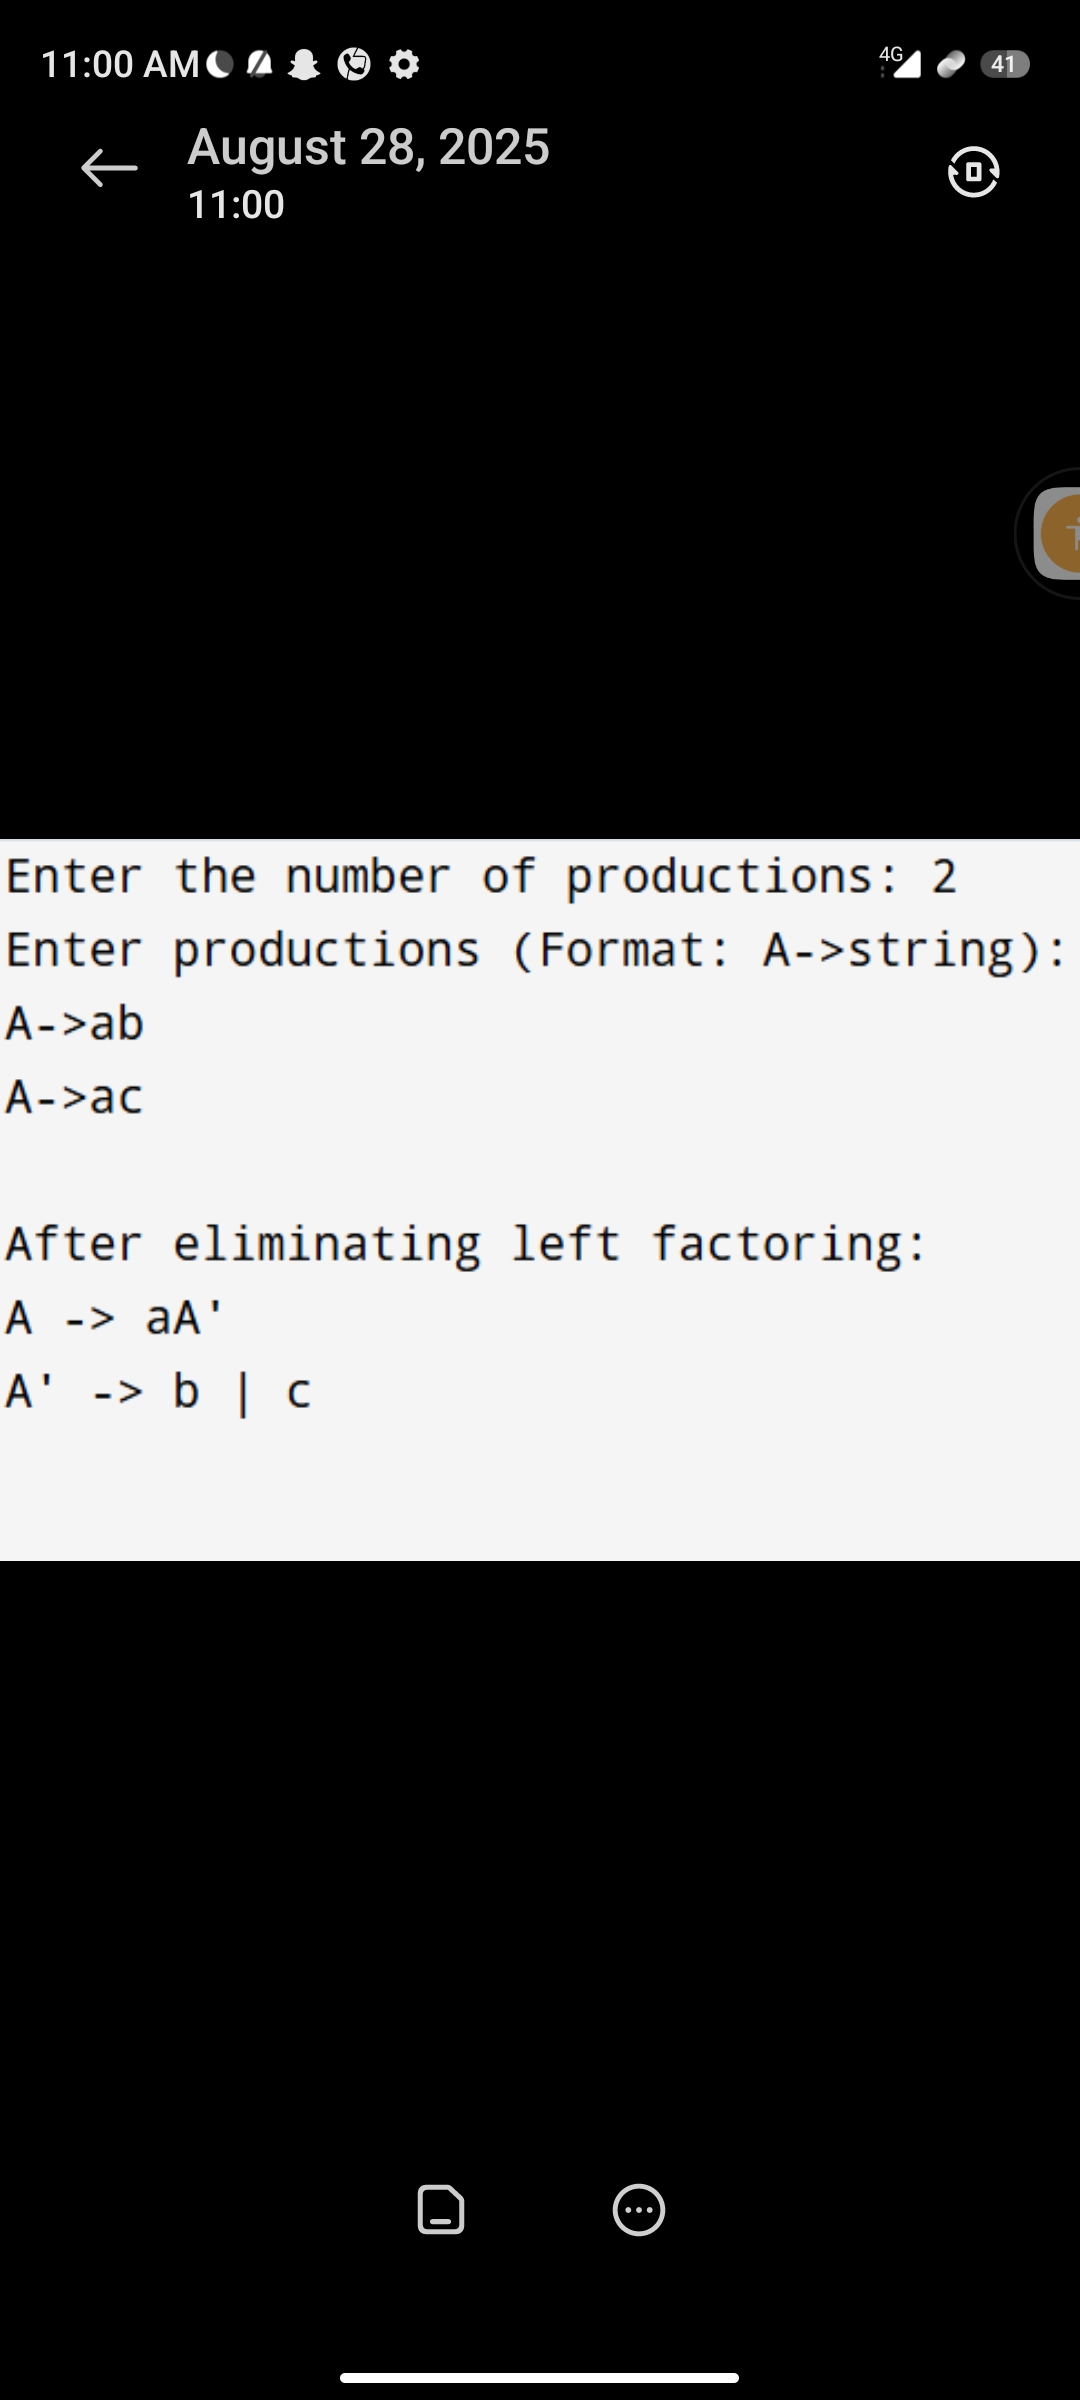 11:00 AM
4G
41
August 28, 2025
11:00
Enter the number of productions: 2
Enter productions (Format: A->string):
A->ab
A->ac
After eliminating left factoring:
A -> aA'
A' -> b | c